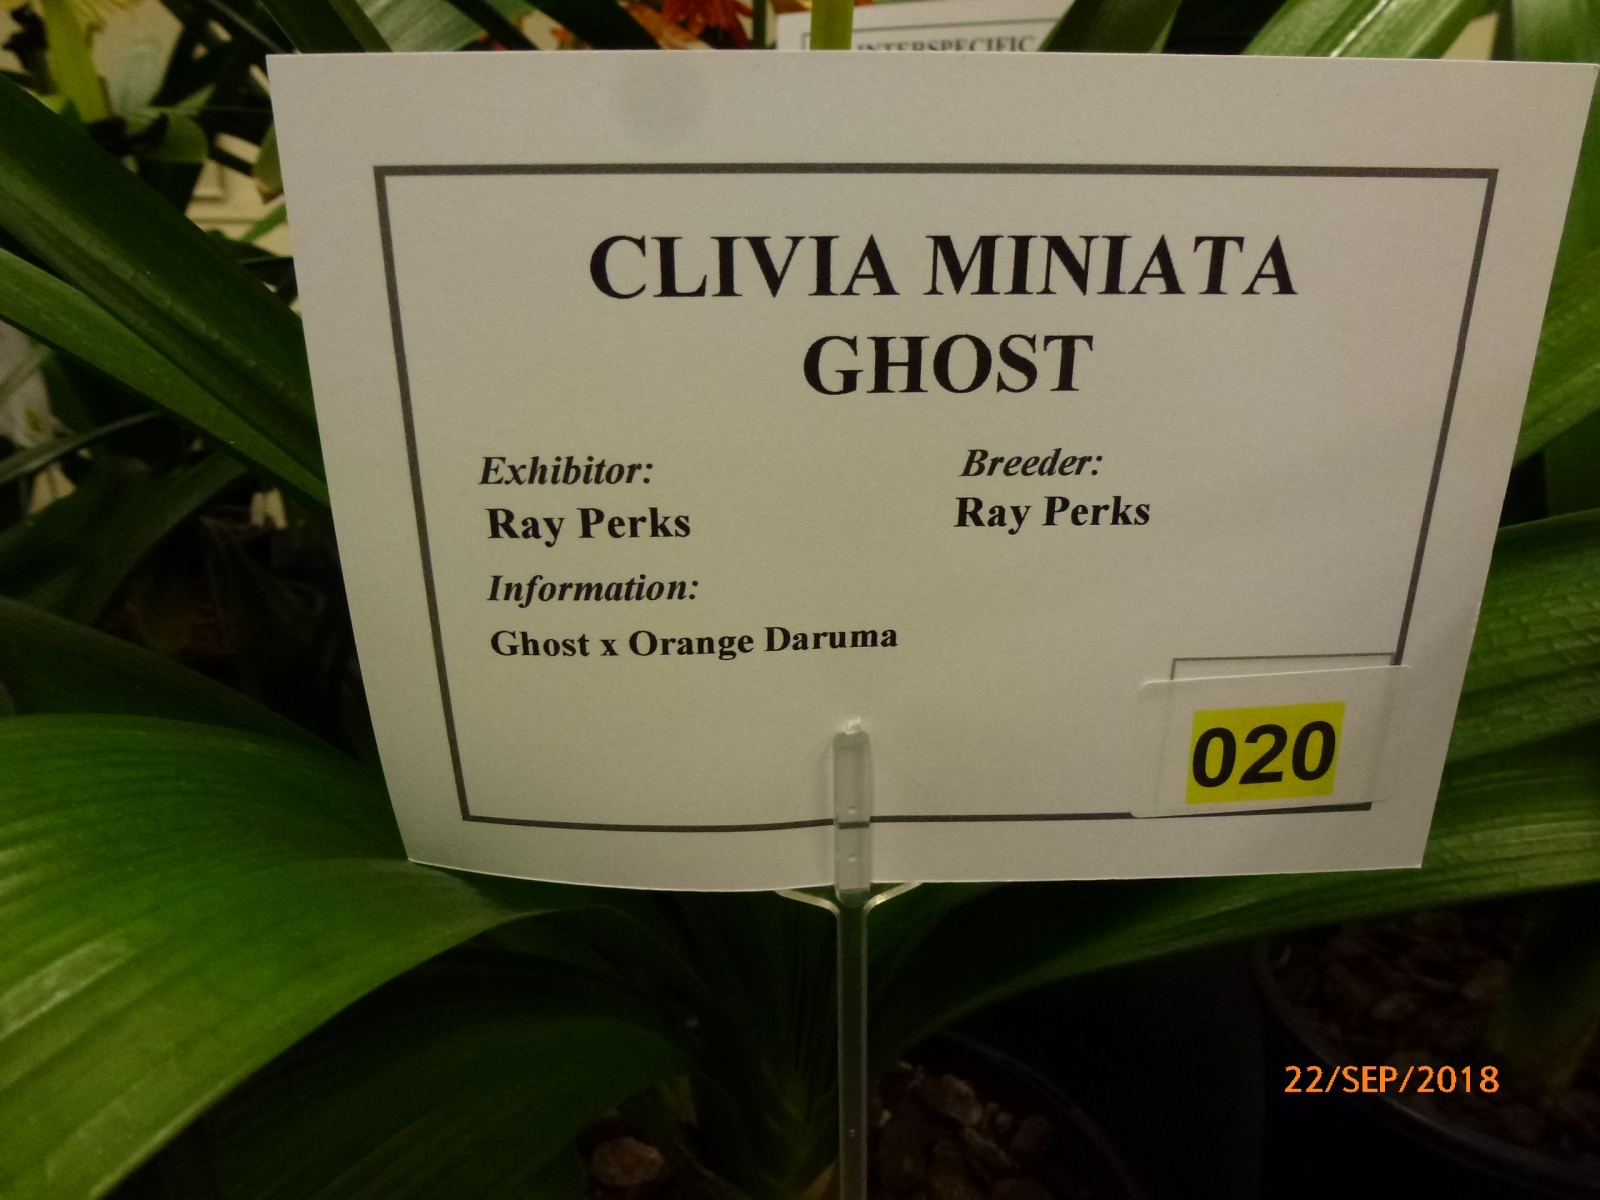 INTERSPECIFIC
CLIVIA MINIATA
GHOST
Exhibitor:
Breeder:
Ray Perks
Ray Perks
Information:
Ghost x Orange Daruma
020
22/SEP/2018